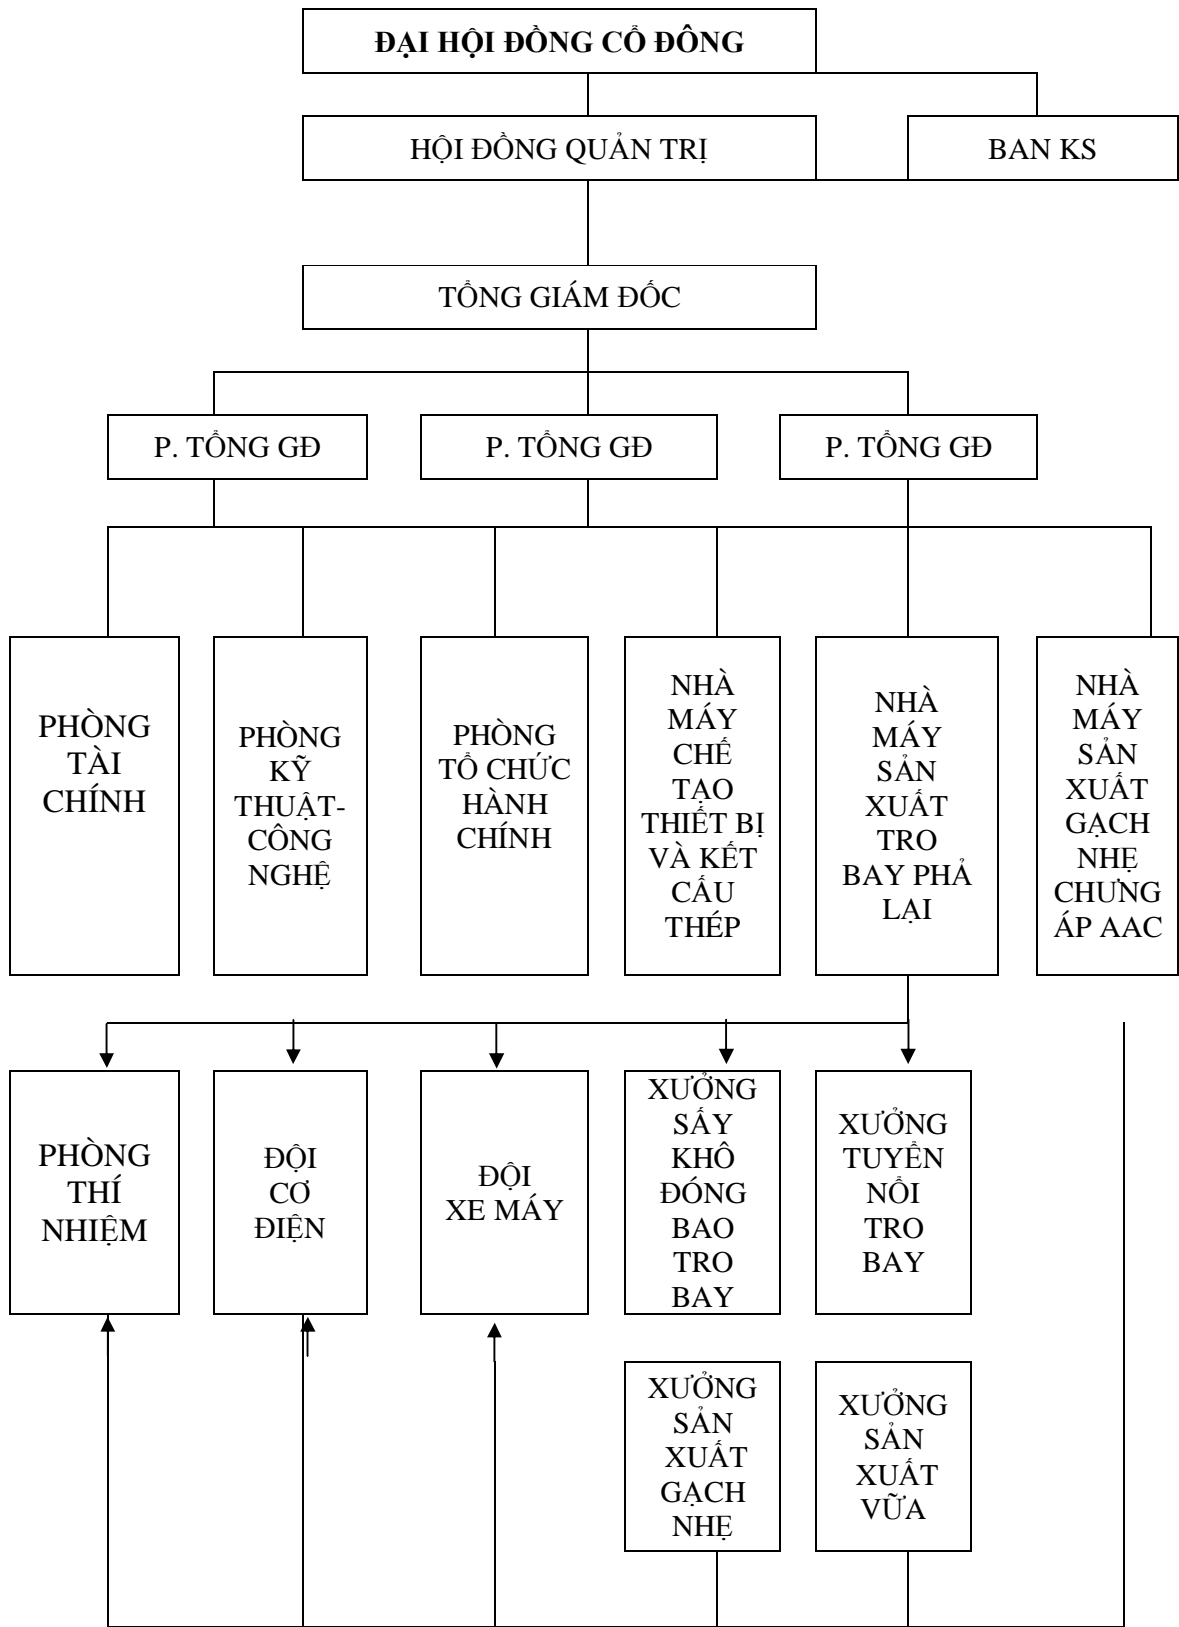 ĐẠI HỘI ĐỒNG CỔ ĐÔNG
HỘI ĐỒNG QUẢN TRỊ
BAN KS
TỔNG GIÁM ĐỐC
P. TỔNG GĐ
P. TỔNG GĐ
P. TỔNG GĐ
PHÒNG
TÀI
CHÍNH
PHÒNG
KỸ
THUẬT-
CÔNG
NGHỆ
PHÒNG
TỔ CHỨC
HÀNH
CHÍNH
NHÀ
MÁY
CHẾ
TẠO
THIẾT BỊ
VÀ KẾT
CẤU
THÉP
NHÀ
MÁY
SẢN
XUẤT
TRO
BAY PHẢ
LẠI
NHÀ
MÁY
SẢN
XUẤT
GẠCH
NHẸ
CHƯNG
ÁP AAC
PHÒNG
THÍ
NHIỆM
ĐỘI
CƠ
ĐIỆN
ĐỘI
XE MÁY
XƯỞNG
SẤY
KHÔ
ĐÓNG
BAO
TRO
BAY
XƯỞNG
TUYỂN
NỔI
TRO
BAY
XƯỞNG
SẢN
XUẤT
GẠCH
NHẸ
XƯỞNG
SẢN
XUẤT
VỮA